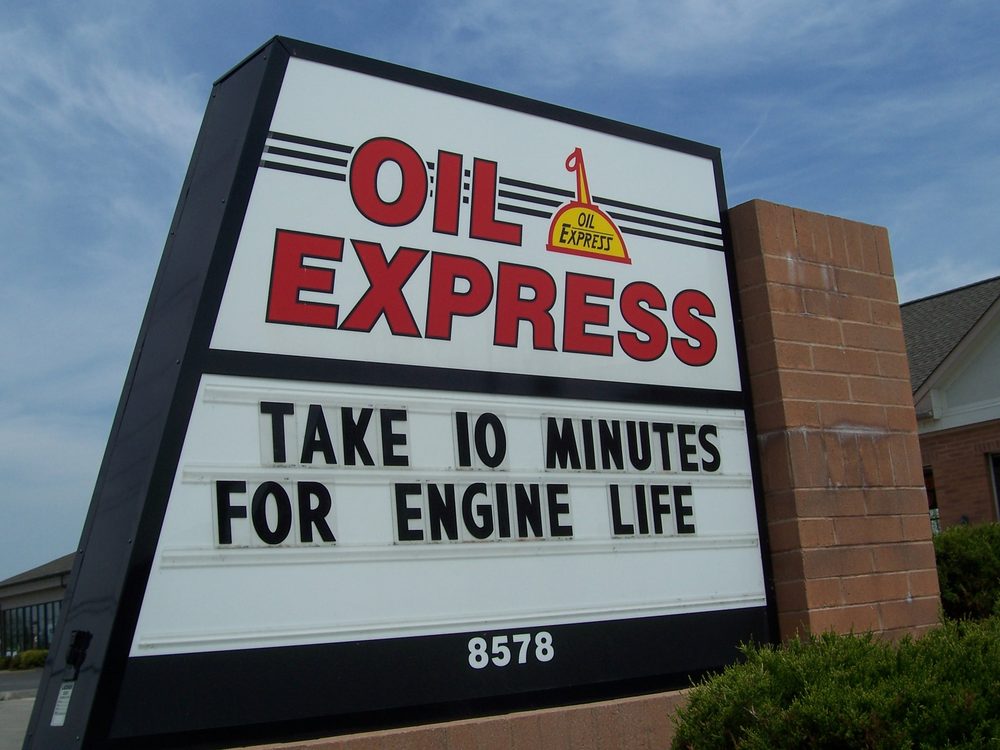 OIL
OIL
EXPRESS
EXPRESS
TAKE 10 MINUTES
FOR ENGINE LIFE
8578